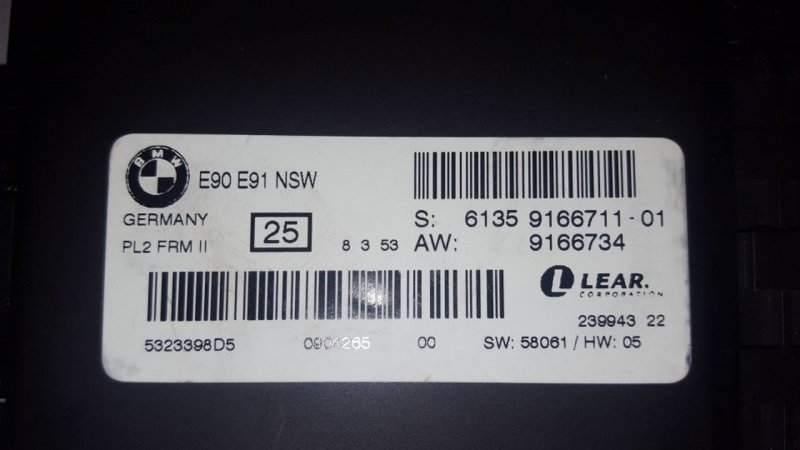 BMW
E90 E91 NSW
GERMANY
25
S: 6135 9166711-01
PL2 FRM II
8 3 53
AW: 9166734
LEAR.
CORPORATION
239943 22
5323398D5 0904265 00 SW: 58061 / HW: 05